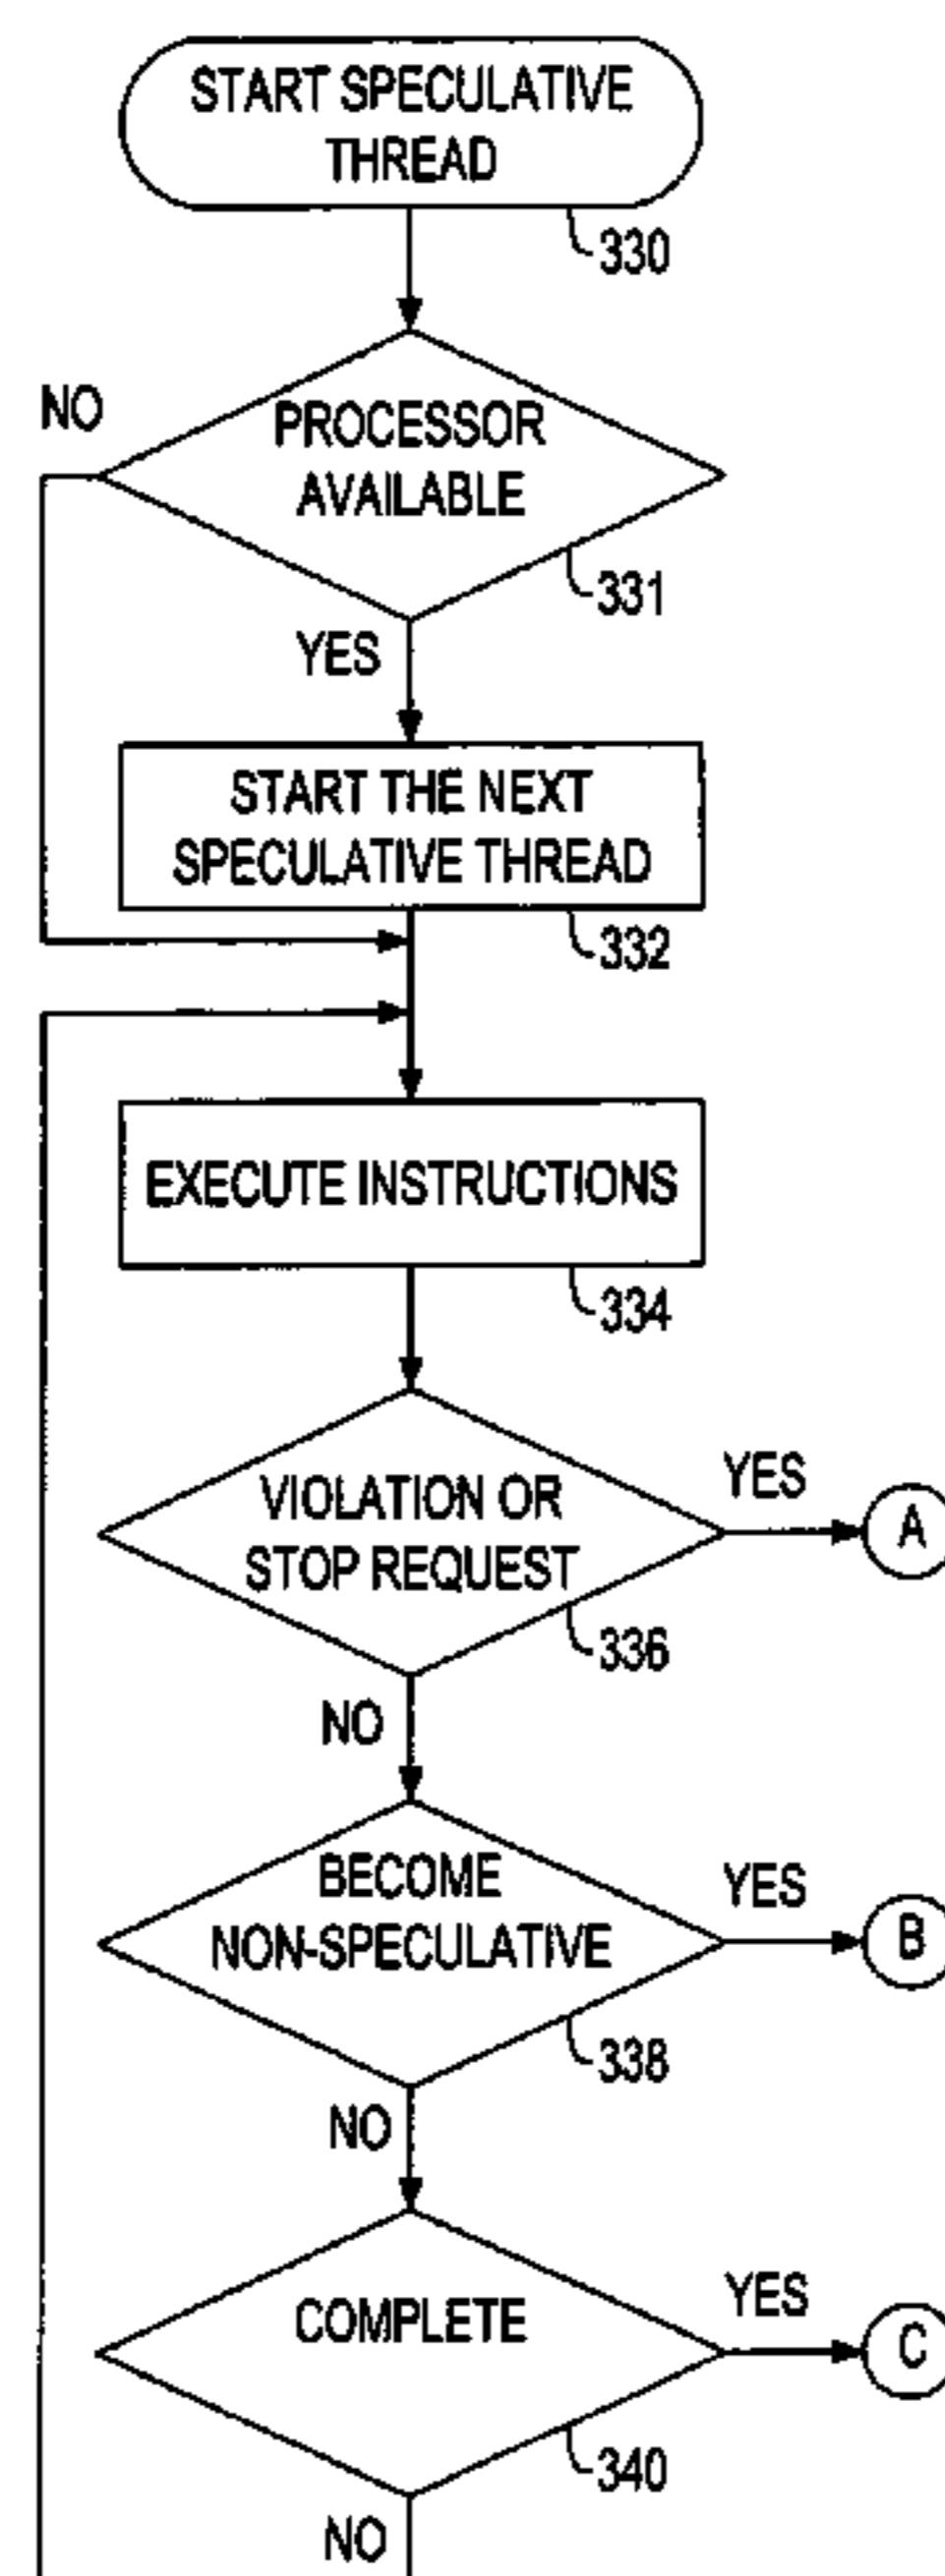 START SPECULATIVE
THREAD
330
NO
PROCESSOR
AVAILABLE
331
YES
START THE NEXT
SPECULATIVE THREAD
332
EXECUTE INSTRUCTIONS
334
VIOLATION OR
STOP REQUEST
YES
A
336
NO
BECOME
NON-SPECULATIVE
YES
B
338
NO
COMPLETE
YES
C
340
NO